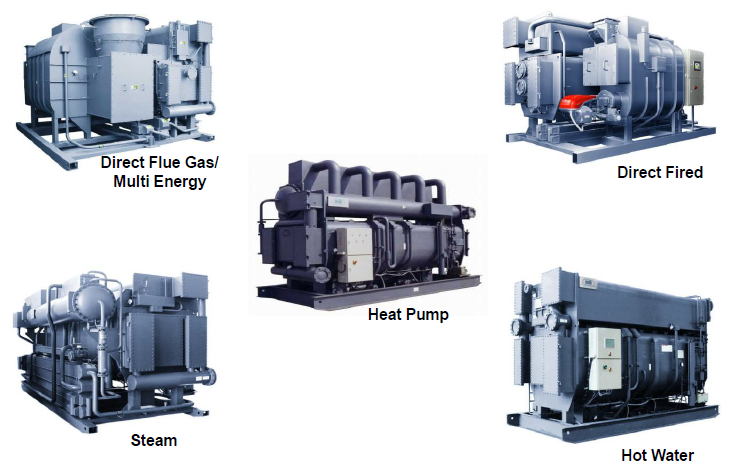 Direct Flue Gas/
Multi Energy
Direct Fired
Heat Pump
Steam
Hot Water